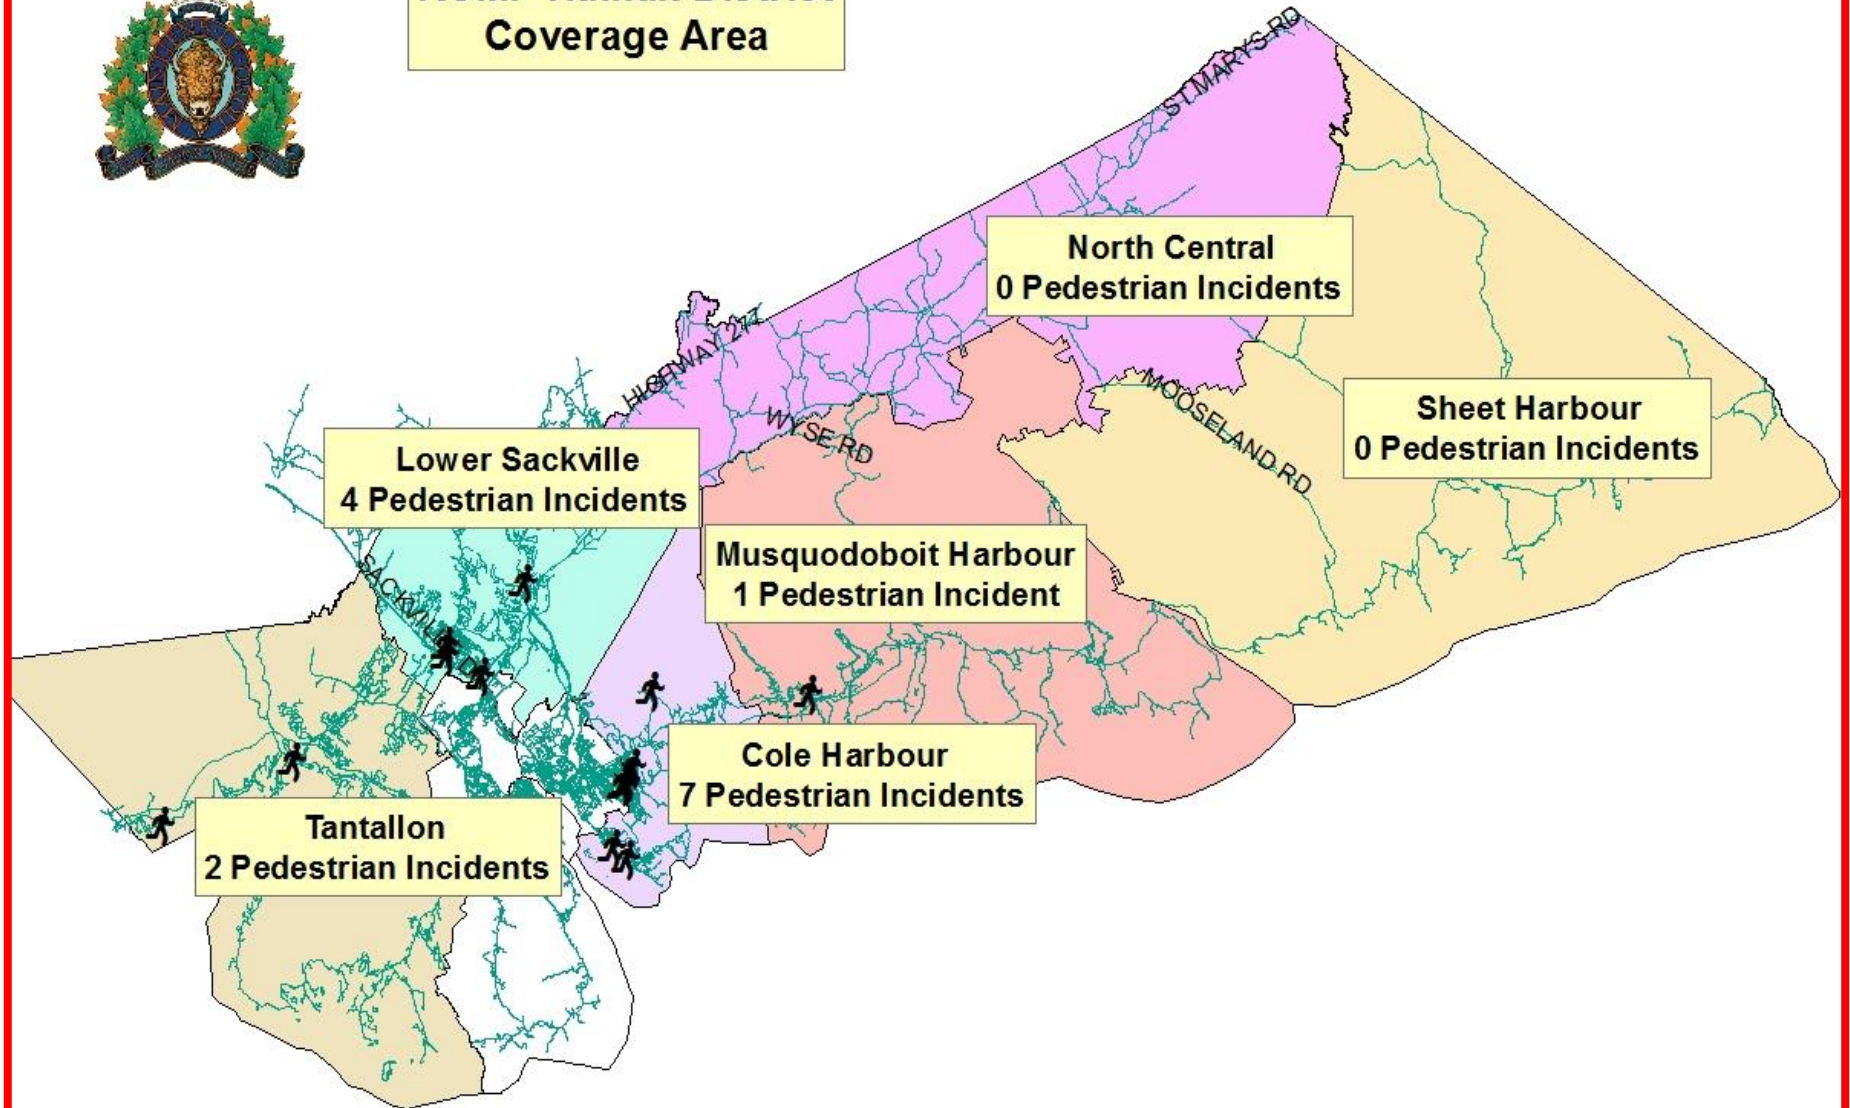 Coverage Area
ST.MARYS RD
North Central
0 Pedestrian Incidents
HIGHWAY 277
MOOSELAND RD
Sheet Harbour
0 Pedestrian Incidents
WYSE RD
Lower Sackville
4 Pedestrian Incidents
Musquodoboit Harbour
1 Pedestrian Incident
Cole Harbour
7 Pedestrian Incidents
Tantallon
2 Pedestrian Incidents